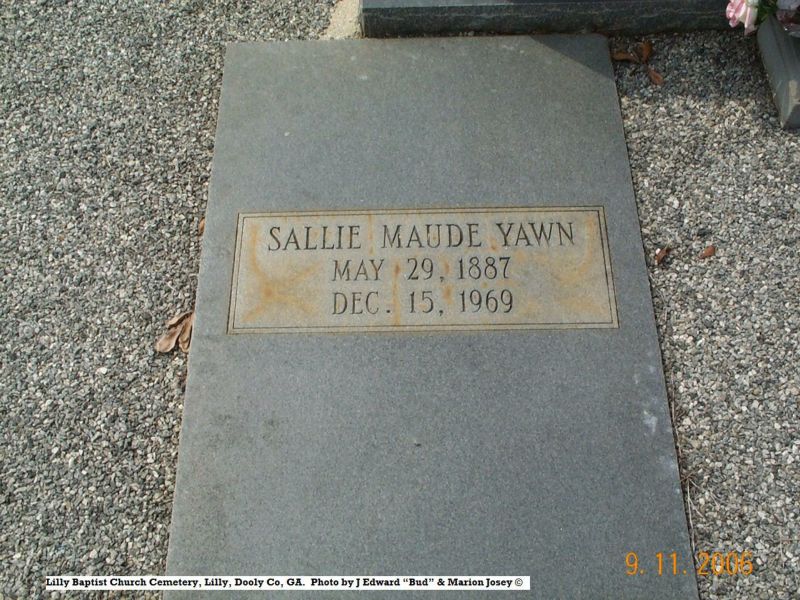 SALLIE MAUDE YAWN
MAY 29, 1887
DEC. 15, 1969
9. 11. 2006
Lilly Baptist Church Cemetery, Lilly, Dooly Co, GA. Photo by J Edward “Bud” & Marion Josey ©